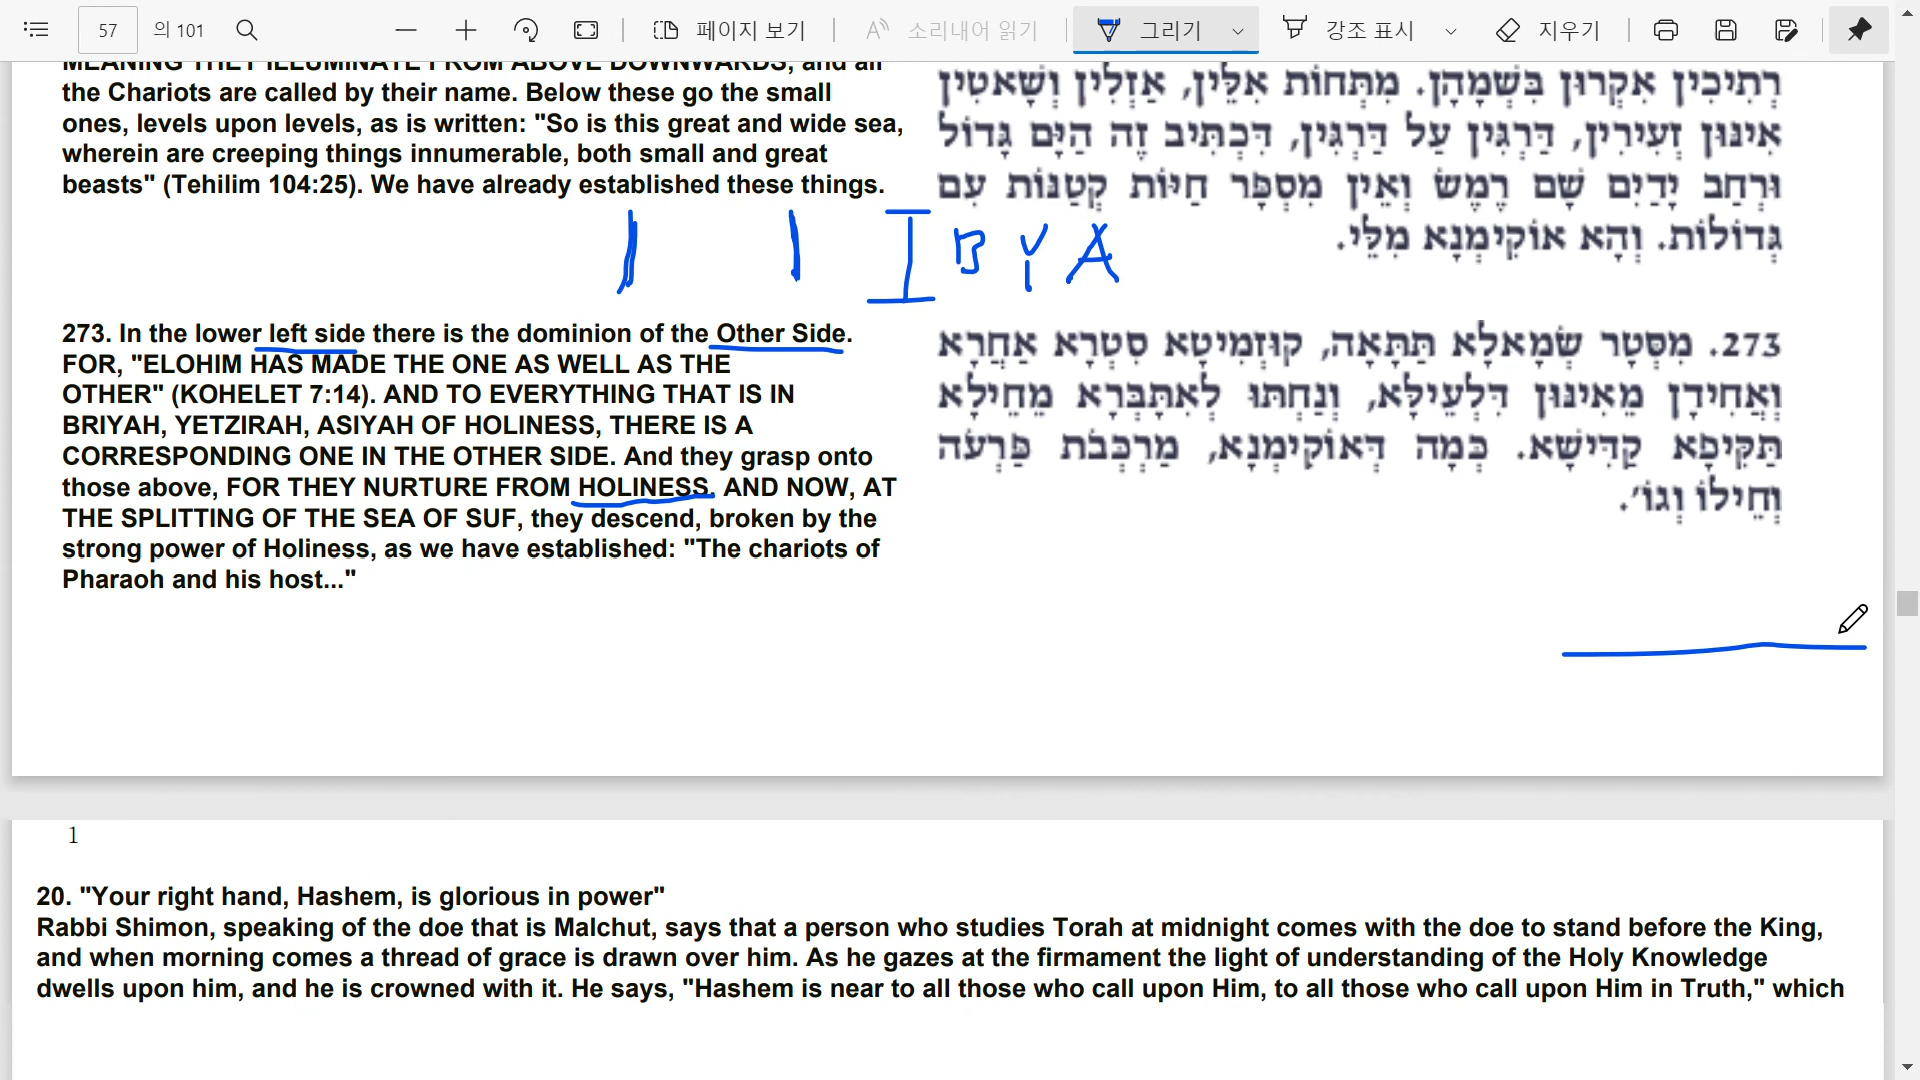 57 의 101 페이지 보기 소리내어 읽기 그리기 강조 표시 지우기
MEANING THEY ILLUMINATE FROM ABOVE DOWNWARDS, and all
the Chariots are called by their name. Below these go the small
ones, levels upon levels, as is written: "So is this great and wide sea,
wherein are creeping things innumerable, both small and great
beasts" (Tehilim 104:25). We have already established these things.
רְתִיכִין אִקְרוּן בִּשְׁמָהָן. מִתְּחוֹת אִלֵּין, אַזְלִין וְשָׁאטִין
אִינּוּן זְעִירִין, דַּרְגִּין עַל דַּרְגִּין, דִּכְתִּיב זֶה הַיָּם גָּדוֹל
וּרְחַב יָדַיִם שָׁם רֶמֶשׂ וְאֵין מִסְפָּר חַיּוֹת קְטַנּוֹת עִם
גְּדוֹלוֹת. וְהָא אוֹקִימְנָא מִלֵּי.
I B Y A
273. In the lower left side there is the dominion of the Other Side.
FOR, "ELOHIM HAS MADE THE ONE AS WELL AS THE
OTHER" (KOHELET 7:14). AND TO EVERYTHING THAT IS IN
BRIYAH, YETZIRAH, ASIYAH OF HOLINESS, THERE IS A
CORRESPONDING ONE IN THE OTHER SIDE. And they grasp onto
those above, FOR THEY NURTURE FROM HOLINESS. AND NOW, AT
THE SPLITTING OF THE SEA OF SUF, they descend, broken by the
strong power of Holiness, as we have established: "The chariots of
Pharaoh and his host..."
273. מִסְּטָר שְׂמָאלָא תַּתָּאָה, קוּזְמִיטָא סִטְרָא אַחֲרָא
וְאֲחִידָן מֵאִינּוּן דִּלְעֵילָּא, וְנַחְתּוּ לְאִתָּבְּרָא מֵחֵילָא
תַּקִּיפָא קַדִּישָׁא. כְּמָה דְּאוֹקִימְנָא, מַרְכְּבֹת פַּרְעֹה
וְחֵילוֹ וְגוֹ׳.
1
20. "Your right hand, Hashem, is glorious in power"
Rabbi Shimon, speaking of the doe that is Malchut, says that a person who studies Torah at midnight comes with the doe to stand before the King,
and when morning comes a thread of grace is drawn over him. As he gazes at the firmament the light of understanding of the Holy Knowledge
dwells upon him, and he is crowned with it. He says, "Hashem is near to all those who call upon Him, to all those who call upon Him in Truth," which